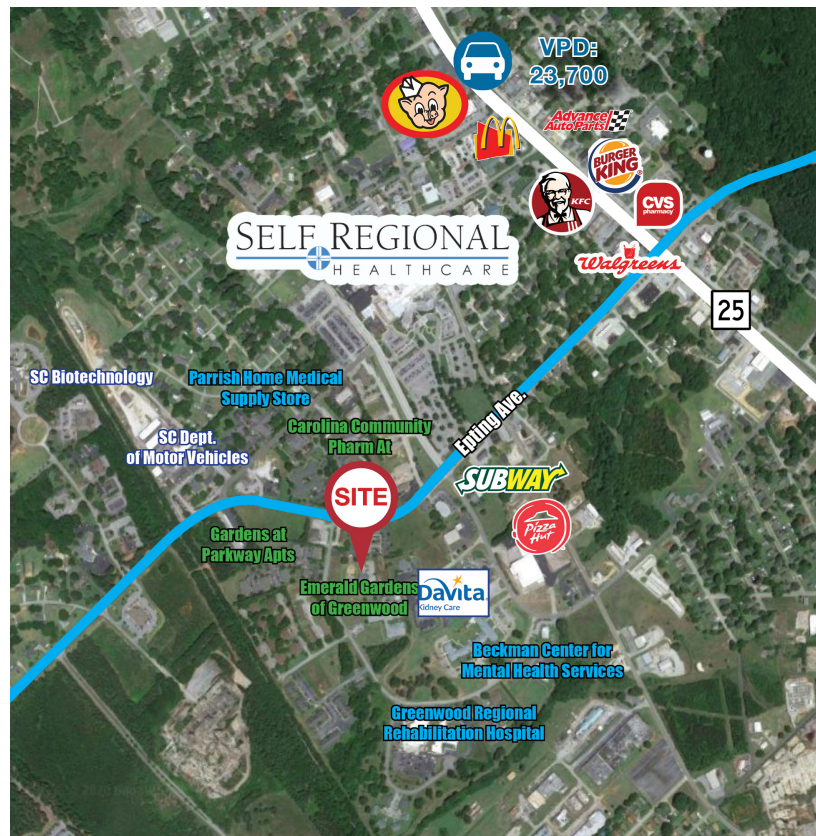 VPD:
23,700
Advance
Auto Parts
BURGER
KING
KFC
CVS
pharmacy
SELF REGIONAL
HEALTHCARE
Walgreens
25
SC Biotechnology
Parrish Home Medical
Supply Store
Carolina Community
Pharm At
Epting Ave.
SC Dept.
of Motor Vehicles
SUBWAY
SITE
Pizza
Hut
Gardens at
Parkway Apts
Emerald Gardens
of Greenwood
DaVita
Kidney Care
Beckman Center for
Mental Health Services
Greenwood Regional
Rehabilitation Hospital